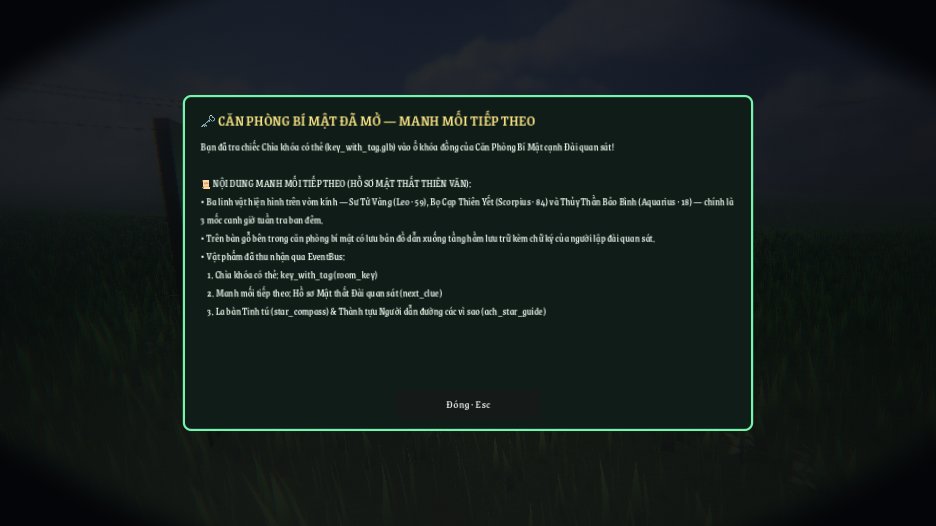 CĂN PHÒNG BÍ MẬT ĐÃ MỞ — MANH MỐI TIẾP THEO
Bạn đã tra chiếc Chìa khóa có thẻ (key_with_tag.glb) vào ổ khóa đồng của Căn Phòng Bí Mật cạnh Đài quan sát!
NỘI DUNG MANH MỐI TIẾP THEO (HỒ SƠ MẬT THẤT THIÊN VĂN):
• Ba linh vật hiện hình trên vòm kính — Sư Tử Vàng (Leo · 59), Bọ Cạp Thiên Yết (Scorpius · 84) và Thủy Thần Bảo Bình (Aquarius · 18) — chính là
3 mốc canh giờ tuần tra ban đêm.
• Trên bàn gỗ bên trong căn phòng bí mật có lưu bản đồ dẫn xuống tầng hầm lưu trữ kèm chữ ký của người lập đài quan sát.
• Vật phẩm đã thu nhận qua EventBus:
1. Chìa khóa có thẻ: key_with_tag (room_key)
2. Manh mối tiếp theo: Hồ sơ Mật thất Đài quan sát (next_clue)
3. La bàn Tinh tú (star_compass) & Thành tựu Người dẫn đường các vì sao (ach_star_guide)
Đóng · Esc